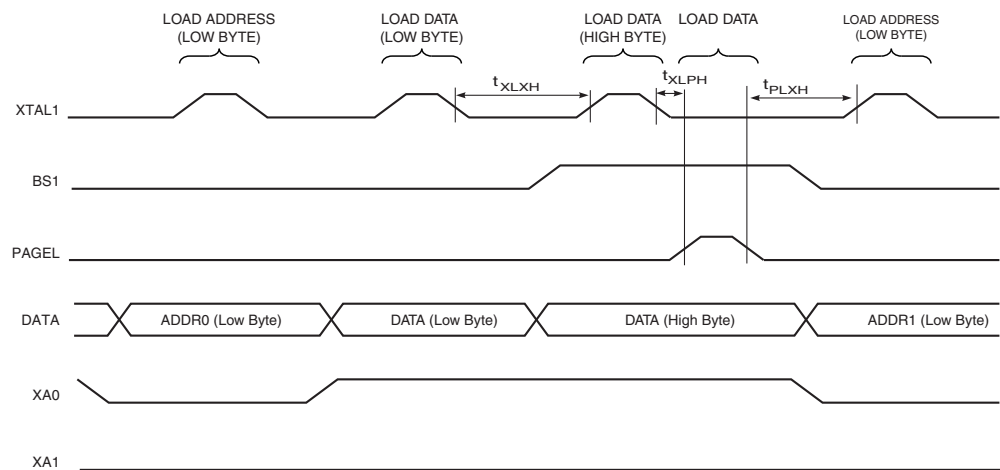 LOAD ADDRESS
(LOW BYTE)
LOAD DATA
(LOW BYTE)
LOAD DATA
(HIGH BYTE)
LOAD DATA
LOAD ADDRESS
(LOW BYTE)
tXLXH
tXLPH
tPLXH
XTAL1
BS1
PAGEL
DATA
ADDR0 (Low Byte)
DATA (Low Byte)
DATA (High Byte)
ADDR1 (Low Byte)
XA0
XA1